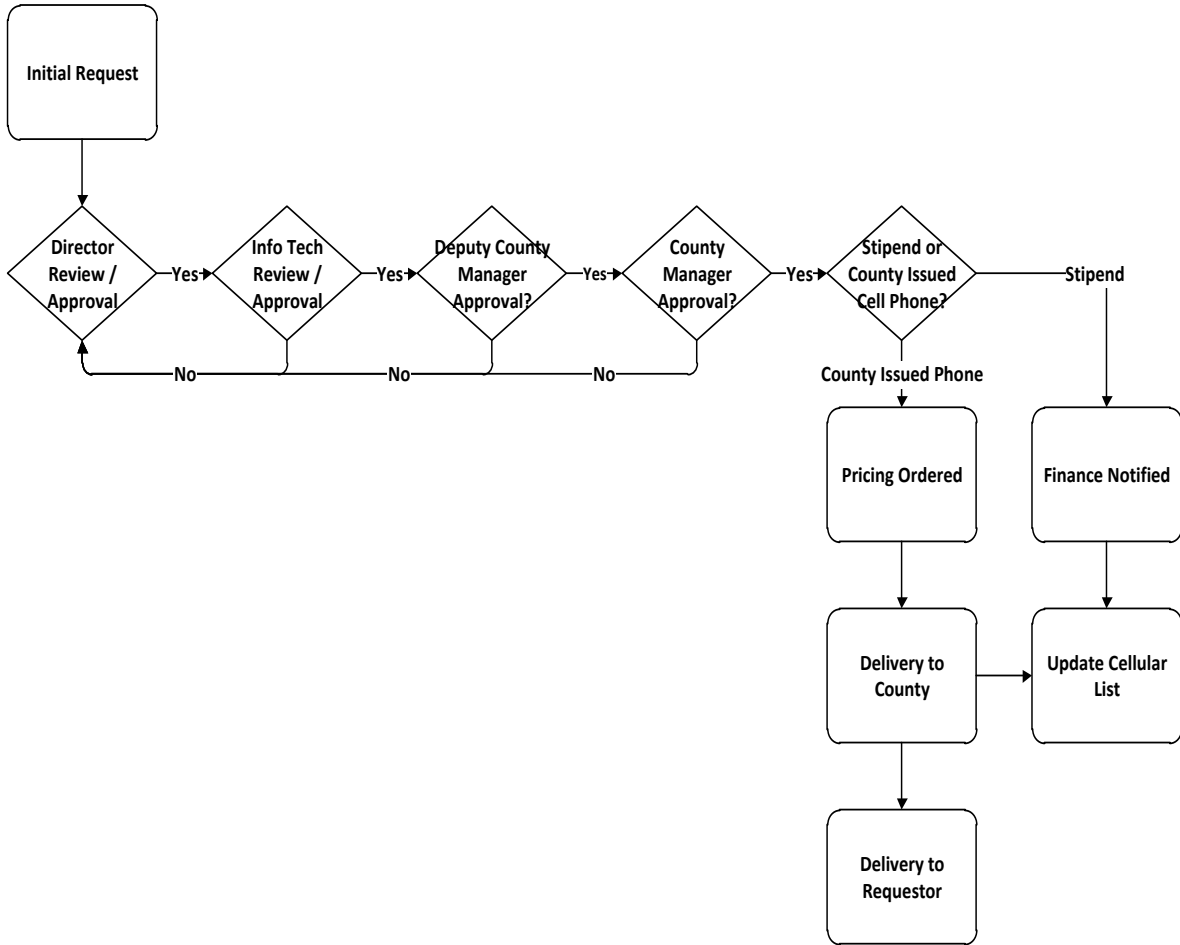 Initial Request
Director
Review /
Approval
Yes
Info Tech
Review /
Approval
Yes
Deputy County
Manager
Approval?
Yes
County
Manager
Approval?
Yes
Stipend or
County Issued
Cell Phone?
Stipend
No
No
No
County Issued Phone
Pricing Ordered
Finance Notified
Delivery to
County
Update Cellular
List
Delivery to
Requestor